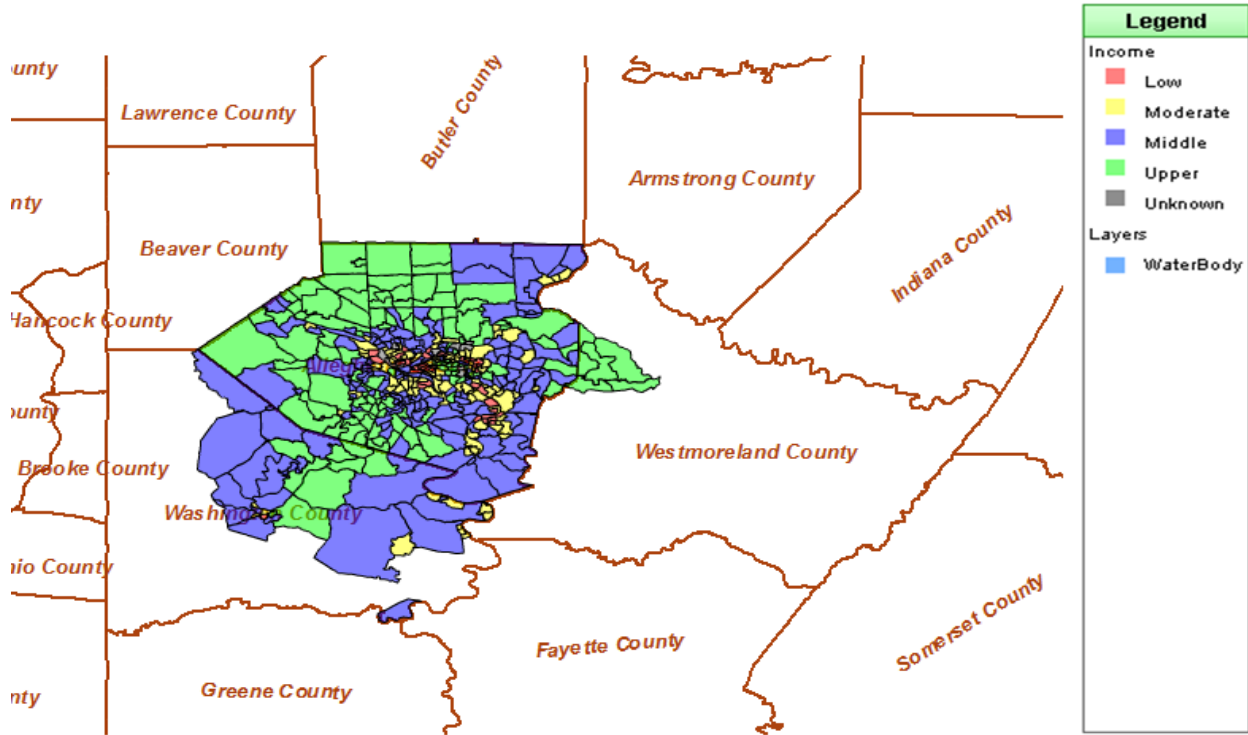 Legend
Income
Low
Moderate
Middle
Upper
Unknown
Layers
WaterBody
ounty
Lawrence County
Butler County
Armstrong County
Indiana County
nty
Beaver County
Hancock County
ounty
Brooke County
Westmoreland County
Washington County
nio County
Fayette County
Somerset County
Greene County
nty